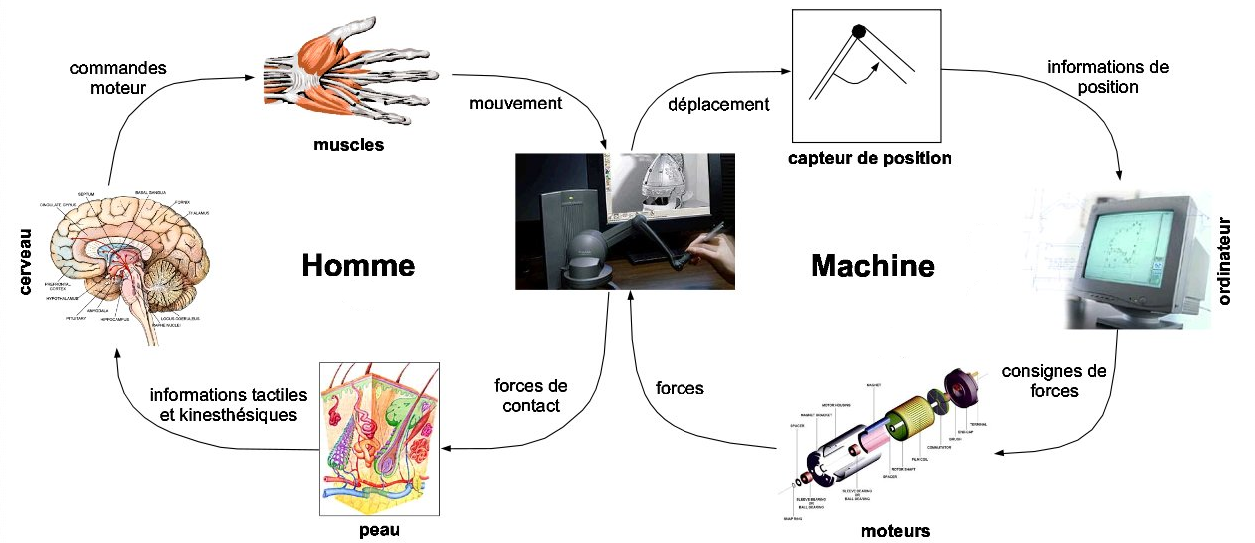 commandes
moteur
muscles
mouvement
déplacement
capteur de position
informations de
position
cerveau
SEPTUM
BASAL GANGLIA
CINGULATE GYRUS
FORNIX
THALAMUS
PREFRONTAL
CORTEX
HYPOTHALAMUS
AMYGDALA
PITUITARY
HIPPOCAMPUS
LOCUS COERULEUS
RAPHE NUCLEI
Homme
Machine
ordinateur
informations tactiles
et kinesthésiques
peau
forces de
contact
forces
consignes de
forces
MAGNET
MOTOR HOUSING
MAGNET BRACKET
SPACER
TERMINAL
END CAP
BRUSH
COMMUTATOR
FILM COIL
ROTOR SHAFT
SPACER
SLEEVE BEARING
OR
BALL BEARING
SLEEVE BEARING
OR
BALL BEARING
SNAP RING
moteurs